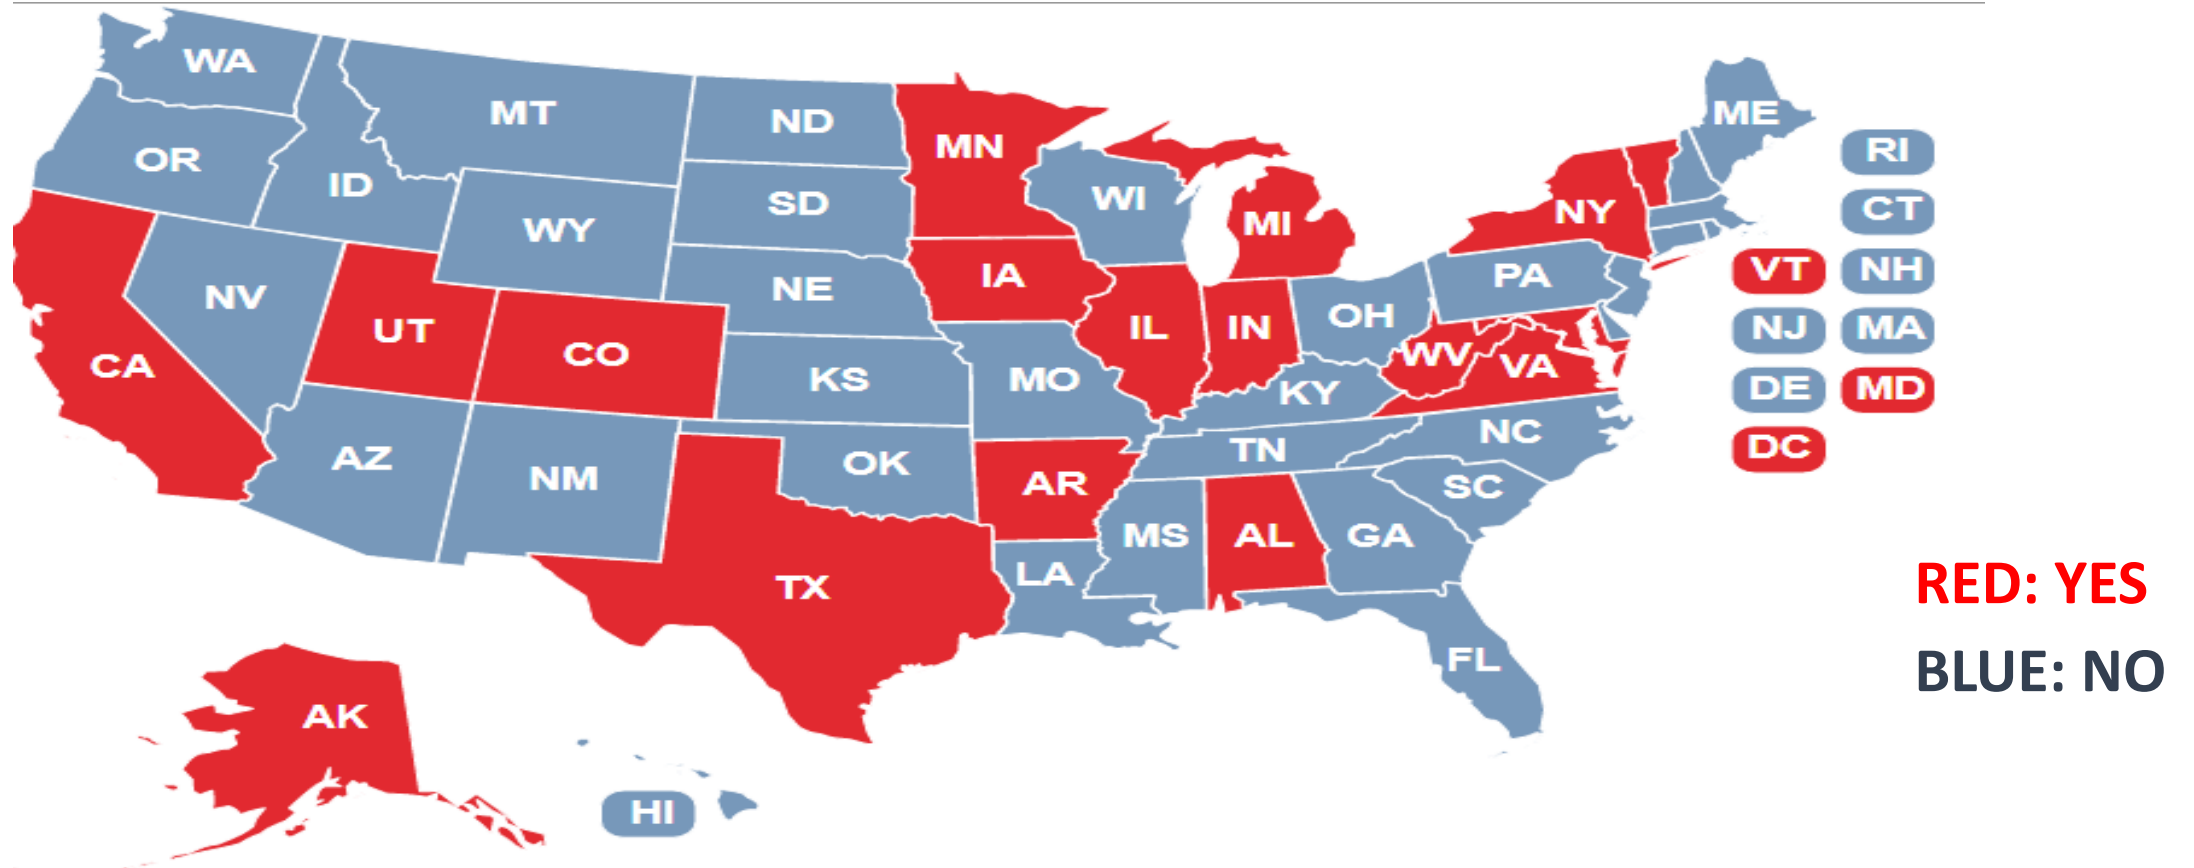 WA
MT
ND
MN
ME
OR
ID
SD
WI
RI
WY
MI
NY
CT
NV
NE
IA
PA
VT
NH
UT
CO
IL
IN
OH
NJ
MA
CA
KS
MO
KY
WV
VA
DE
MD
AZ
NM
OK
AR
TN
NC
DC
SC
TX
LA
MS
AL
GA
RED: YES
FL
BLUE: NO
AK
HI